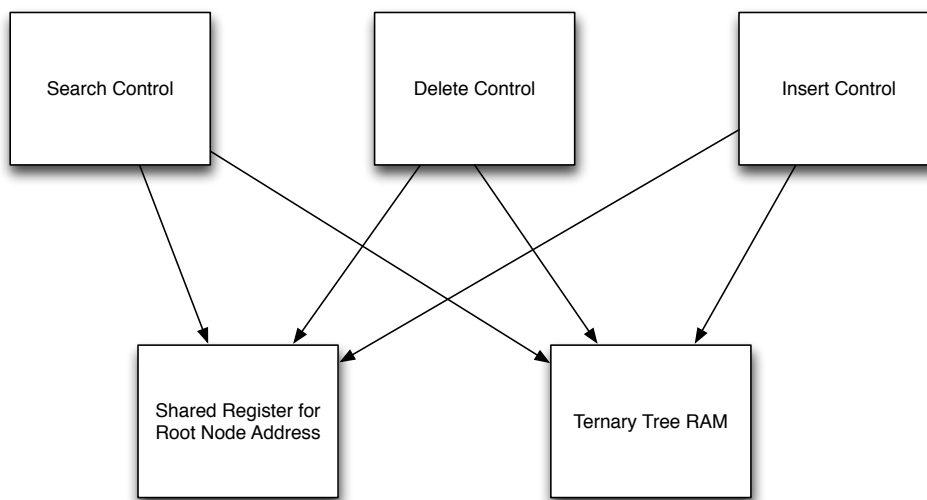 Search Control
Delete Control
Insert Control
Shared Register for
Root Node Address
Ternary Tree RAM